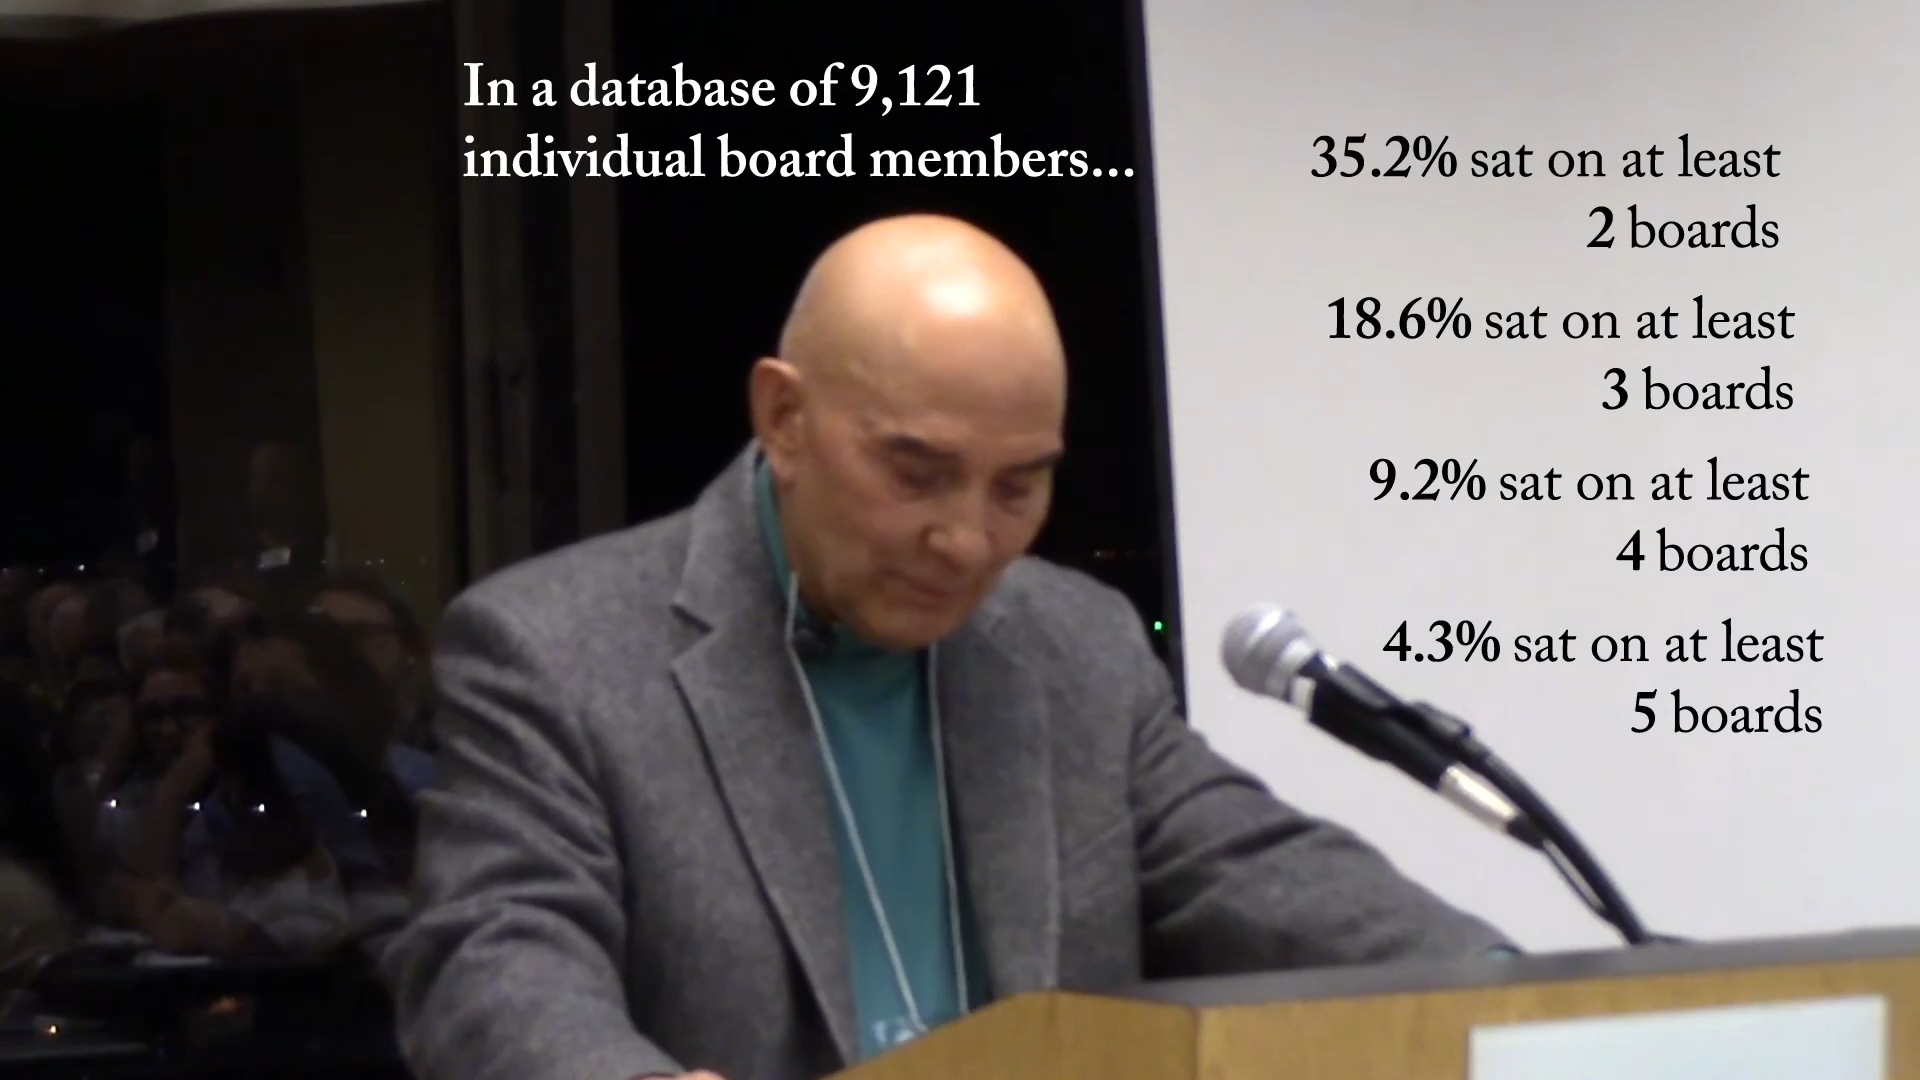 In a database of 9,121
individual board members...
35.2% sat on at least
2 boards
18.6% sat on at least
3 boards
9.2% sat on at least
4 boards
4.3% sat on at least
5 boards